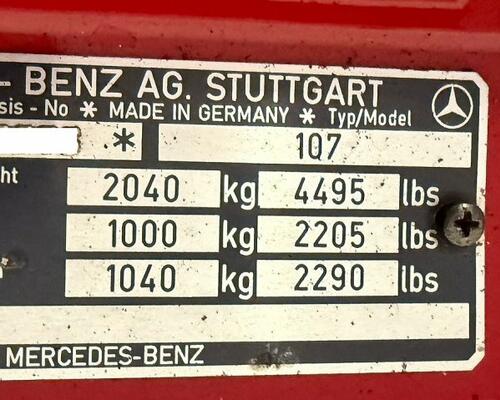 - BENZ AG. STUTTGART
sis - No * MADE IN GERMANY * Typ/Model
* 107
ht 2040 kg 4495 lbs
1000 kg 2205 lbs
1040 kg 2290 lbs
MERCEDES-BENZ